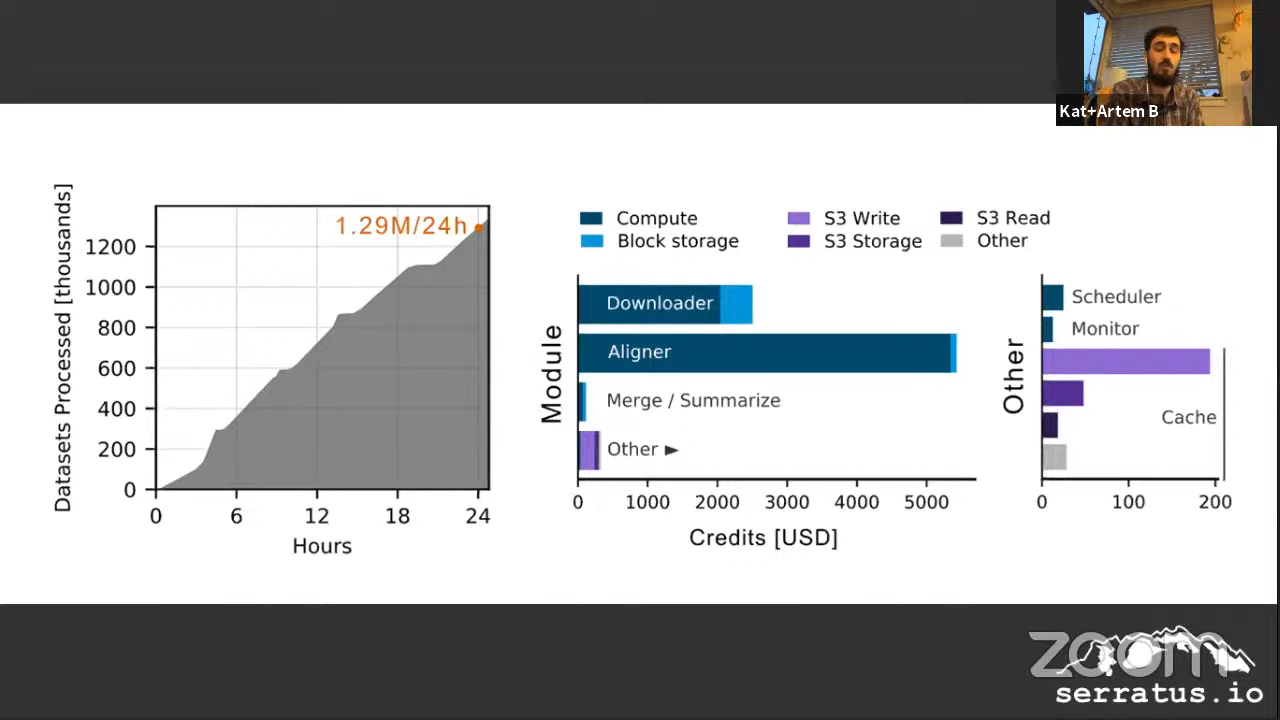 Kat+Artem B
Datasets Processed [thousands]
1200
1000
800
600
400
200
0
1.29M/24h
0 6 12 18 24
Hours
Compute
Block storage
S3 Write
S3 Storage
S3 Read
Other
Module
Downloader
Aligner
Merge / Summarize
Other ►
0 1000 2000 3000 4000 5000
Credits [USD]
Other
Scheduler
Monitor
Cache
0 100 200
zoom
serratus.io